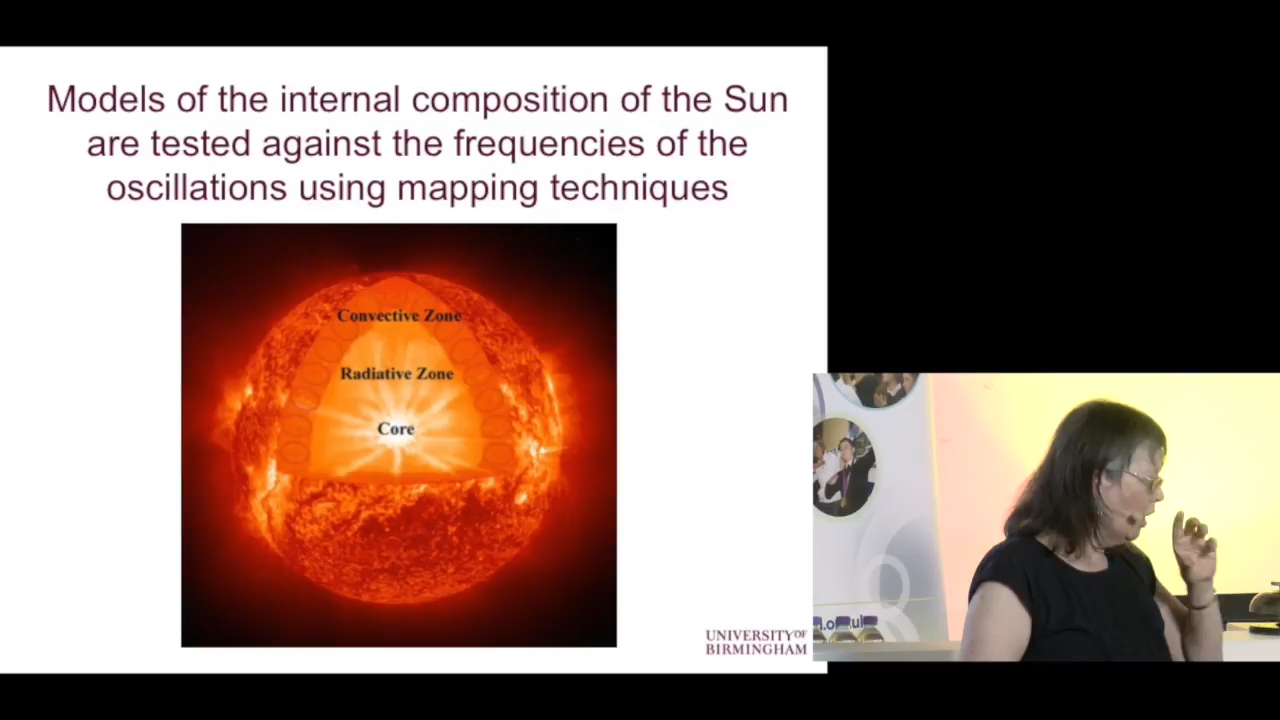 Models of the internal composition of the Sun
are tested against the frequencies of the
oscillations using mapping techniques
Convective Zone
Radiative Zone
Core
UNIVERSITY OF
BIRMINGHAM